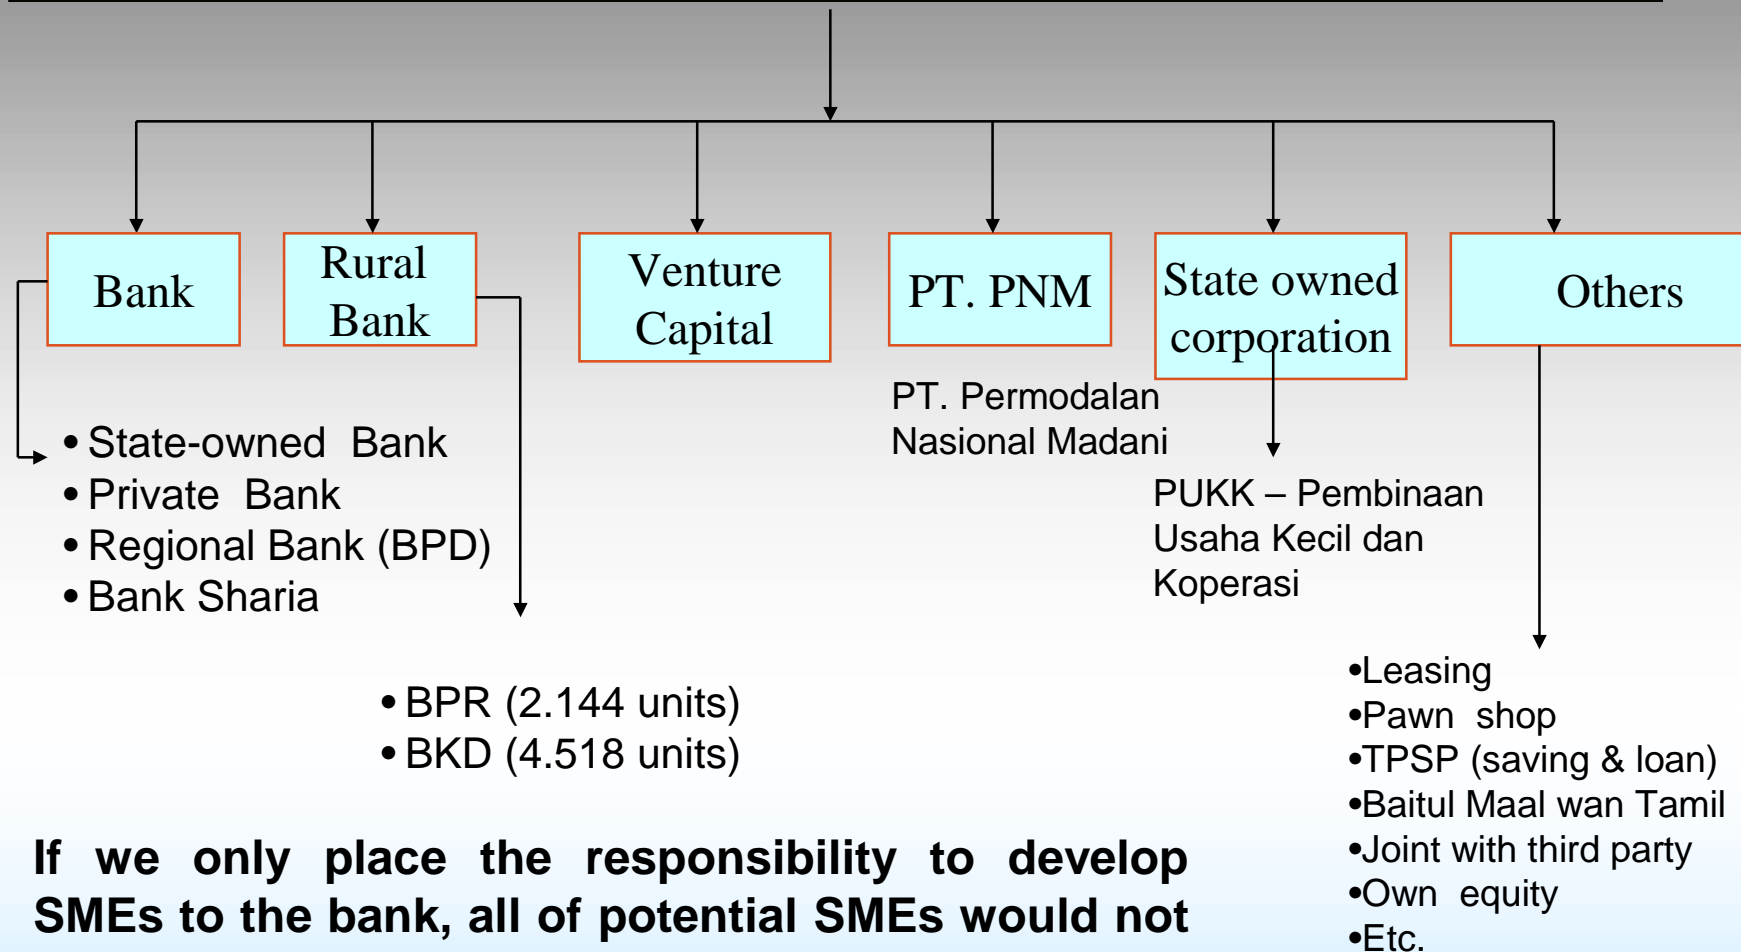 Bank
Rural
Bank
Venture
Capital
PT. PNM
State owned
corporation
Others
PT. Permodalan
Nasional Madani
• State-owned Bank
• Private Bank
• Regional Bank (BPD)
• Bank Sharia
PUKK – Pembinaan
Usaha Kecil dan
Koperasi
• BPR (2.144 units)
• BKD (4.518 units)
•Leasing
•Pawn shop
•TPSP (saving & loan)
•Baitul Maal wan Tamil
•Joint with third party
•Own equity
•Etc.
If we only place the responsibility to develop
SMEs to the bank, all of potential SMEs would not